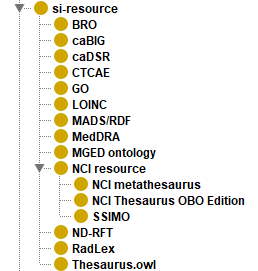 si-resource
BRO
caBIG
caDSR
CTCAE
GO
LOINC
MADS/RDF
MedDRA
MGED ontology
NCI resource
NCI metathesaurus
NCI Thesaurus OBO Edition
SSIMO
ND-RFT
RadLex
Thesaurus.owl